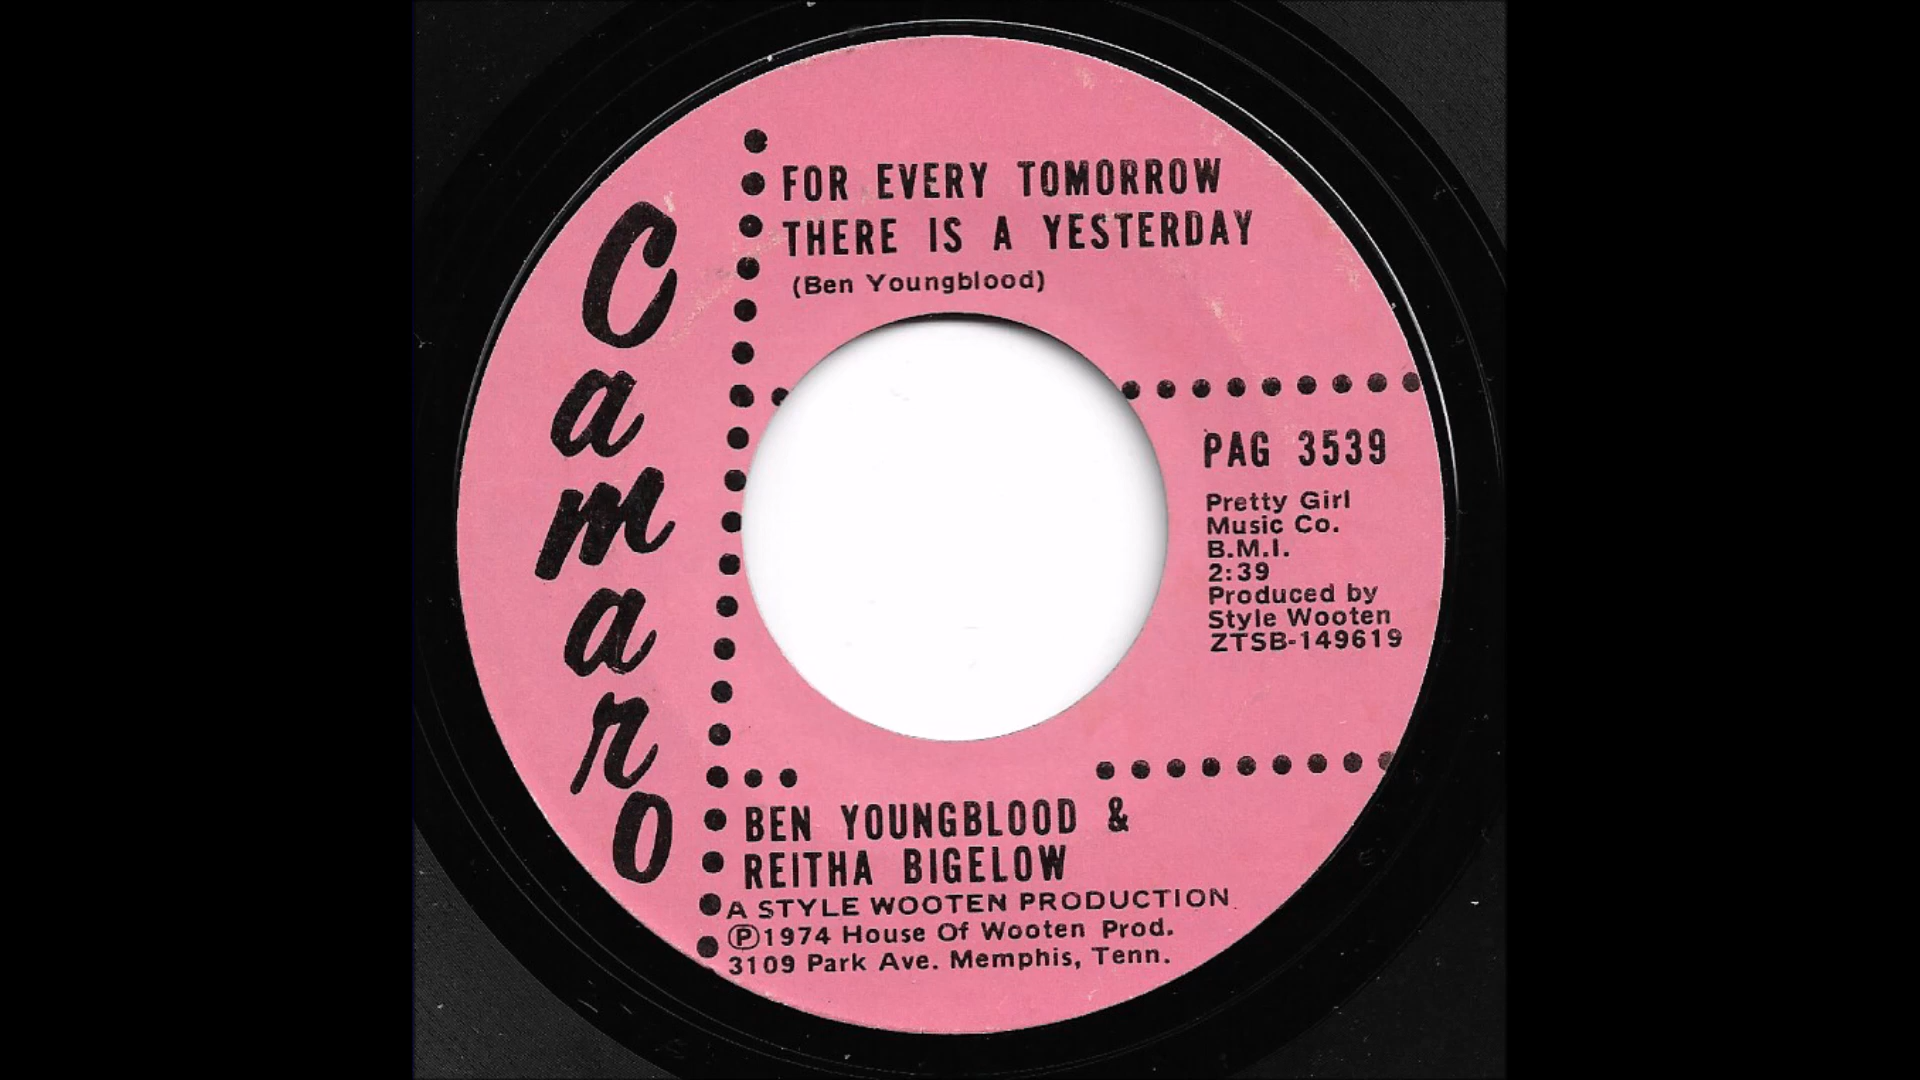 Camaro
FOR EVERY TOMORROW
THERE IS A YESTERDAY
(Ben Youngblood)
PAG 3539
Pretty Girl
Music Co.
B.M.I.
2:39
Produced by
Style Wooten
ZTSB-149619
BEN YOUNGBLOOD &
REITHA BIGELOW
A STYLE WOOTEN PRODUCTION
Ⓟ1974 House Of Wooten Prod.
3109 Park Ave. Memphis, Tenn.